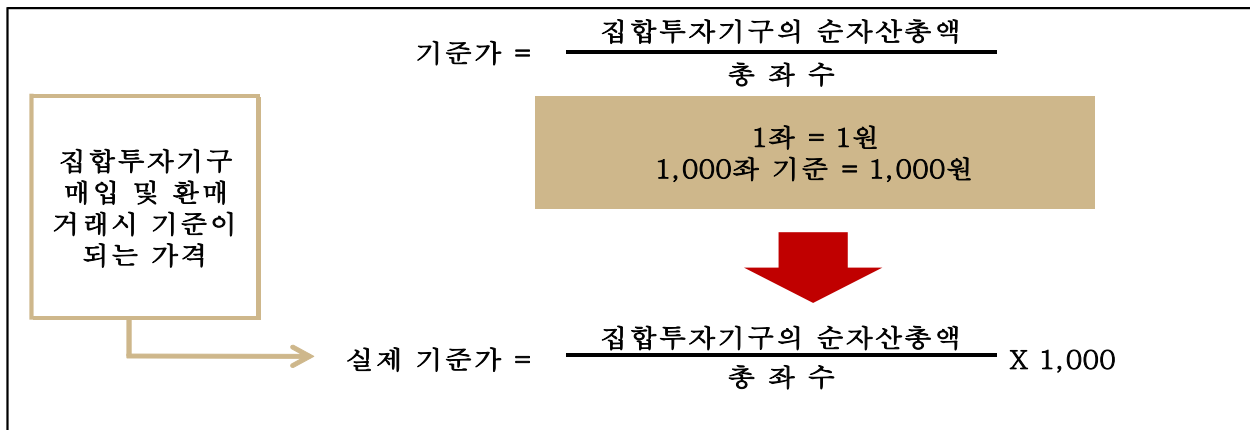 기준가 =
집합투자기구의 순자산총액
총 좌 수
1좌 = 1원
1,000좌 기준 = 1,000원
집합투자기구
매입 및 환매
거래시 기준이
되는 가격
실제 기준가 =
집합투자기구의 순자산총액
총 좌 수
X 1,000